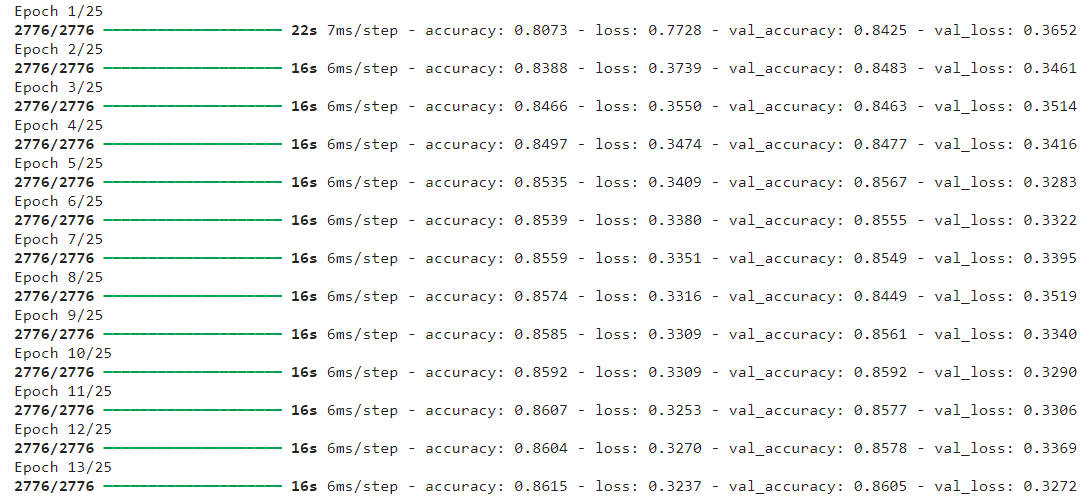 Epoch 1/25
2776/2776 ━━━━━━━━━━━━━━━━━━━━ 22s 7ms/step - accuracy: 0.8073 - loss: 0.7728 - val_accuracy: 0.8425 - val_loss: 0.3652
Epoch 2/25
2776/2776 ━━━━━━━━━━━━━━━━━━━━ 16s 6ms/step - accuracy: 0.8388 - loss: 0.3739 - val_accuracy: 0.8483 - val_loss: 0.3461
Epoch 3/25
2776/2776 ━━━━━━━━━━━━━━━━━━━━ 16s 6ms/step - accuracy: 0.8466 - loss: 0.3550 - val_accuracy: 0.8463 - val_loss: 0.3514
Epoch 4/25
2776/2776 ━━━━━━━━━━━━━━━━━━━━ 16s 6ms/step - accuracy: 0.8497 - loss: 0.3474 - val_accuracy: 0.8477 - val_loss: 0.3416
Epoch 5/25
2776/2776 ━━━━━━━━━━━━━━━━━━━━ 16s 6ms/step - accuracy: 0.8535 - loss: 0.3409 - val_accuracy: 0.8567 - val_loss: 0.3283
Epoch 6/25
2776/2776 ━━━━━━━━━━━━━━━━━━━━ 16s 6ms/step - accuracy: 0.8539 - loss: 0.3380 - val_accuracy: 0.8555 - val_loss: 0.3322
Epoch 7/25
2776/2776 ━━━━━━━━━━━━━━━━━━━━ 16s 6ms/step - accuracy: 0.8559 - loss: 0.3351 - val_accuracy: 0.8549 - val_loss: 0.3395
Epoch 8/25
2776/2776 ━━━━━━━━━━━━━━━━━━━━ 16s 6ms/step - accuracy: 0.8574 - loss: 0.3316 - val_accuracy: 0.8449 - val_loss: 0.3519
Epoch 9/25
2776/2776 ━━━━━━━━━━━━━━━━━━━━ 16s 6ms/step - accuracy: 0.8585 - loss: 0.3309 - val_accuracy: 0.8561 - val_loss: 0.3340
Epoch 10/25
2776/2776 ━━━━━━━━━━━━━━━━━━━━ 16s 6ms/step - accuracy: 0.8592 - loss: 0.3309 - val_accuracy: 0.8592 - val_loss: 0.3290
Epoch 11/25
2776/2776 ━━━━━━━━━━━━━━━━━━━━ 16s 6ms/step - accuracy: 0.8607 - loss: 0.3253 - val_accuracy: 0.8577 - val_loss: 0.3306
Epoch 12/25
2776/2776 ━━━━━━━━━━━━━━━━━━━━ 16s 6ms/step - accuracy: 0.8604 - loss: 0.3270 - val_accuracy: 0.8578 - val_loss: 0.3369
Epoch 13/25
2776/2776 ━━━━━━━━━━━━━━━━━━━━ 16s 6ms/step - accuracy: 0.8615 - loss: 0.3237 - val_accuracy: 0.8605 - val_loss: 0.3272